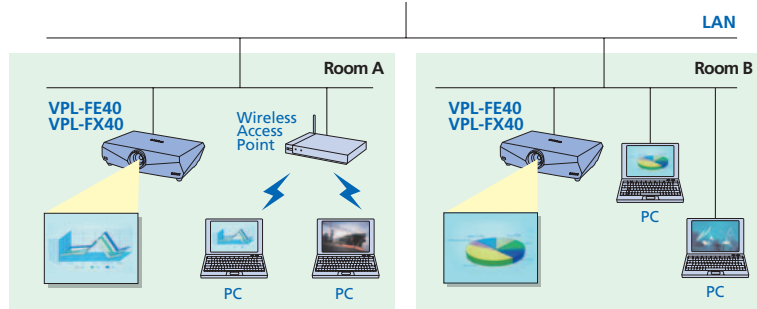 LAN
Room A
VPL-FE40
VPL-FX40
Wireless
Access
Point
PC
PC
Room B
VPL-FE40
VPL-FX40
PC
PC